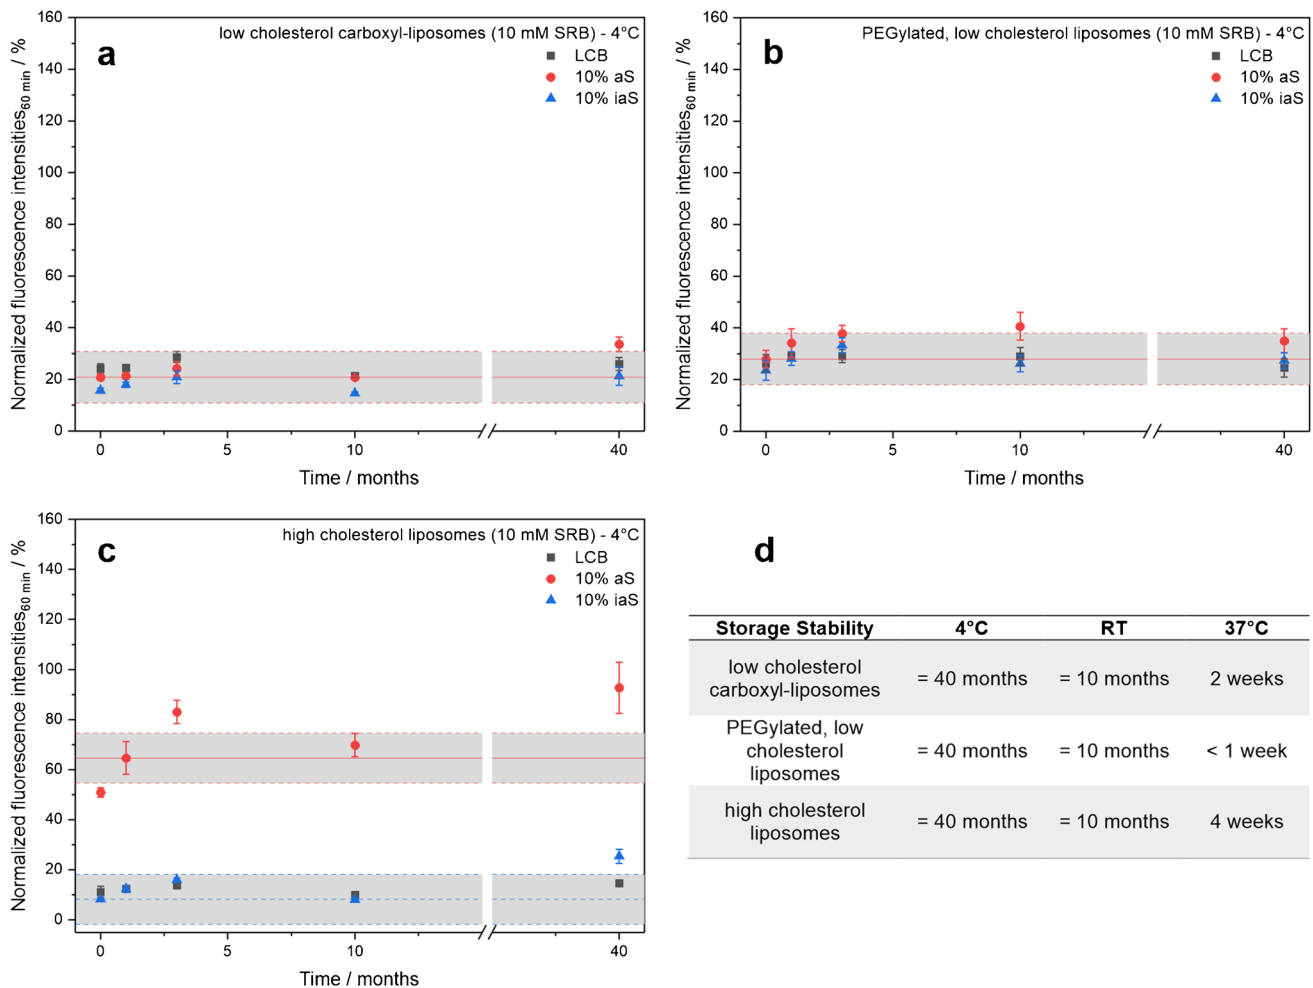 a
low cholesterol carboxyl-liposomes (10 mM SRB) - 4°C
LCB
10% aS
10% iaS
160
140
120
100
80
60
40
20
0
Normalized fluorescence intensities60 min / %
0 5 10 40
Time / months
b
PEGylated, low cholesterol liposomes (10 mM SRB) - 4°C
LCB
10% aS
10% iaS
160
140
120
100
80
60
40
20
0
Normalized fluorescence intensities60 min / %
0 5 10 40
Time / months
c
high cholesterol liposomes (10 mM SRB) - 4°C
LCB
10% aS
10% iaS
160
140
120
100
80
60
40
20
0
Normalized fluorescence intensities60 min / %
0 5 10 40
Time / months
d
Storage Stability 4°C RT 37°C
low cholesterol
carboxyl-liposomes = 40 months = 10 months 2 weeks
PEGylated, low
cholesterol = 40 months = 10 months < 1 week
liposomes
high cholesterol
liposomes = 40 months = 10 months 4 weeks